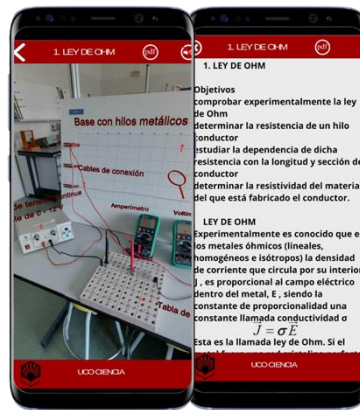 1. LEY DE OHM
pdf
Base con hilos metálicos
Cables de conexión
Amperímetro
de 0 - 12 V
Tabla de
UCO CIENCIA
1. LEY DE OHM
pdf
1. LEY DE OHM
Objetivos
comprobar experimentalmente la ley
de Ohm
determinar la resistencia de un hilo
conductor
estudiar la dependencia de dicha
resistencia con la longitud y sección de
conductor
determinar la resistividad del materia
del que está fabricado el conductor.
LEY DE OHM
Experimentalmente es conocido que e
los metales óhmicos (lineales,
homogéneos e isótropos) la densidad
de corriente que circula por su interior
J , es proporcional al campo eléctrico
dentro del metal, E , siendo la
constante de proporcionalidad una
constante llamada conductividad σ
J = σE
Esta es la llamada ley de Ohm. Si el
UCO CIENCIA